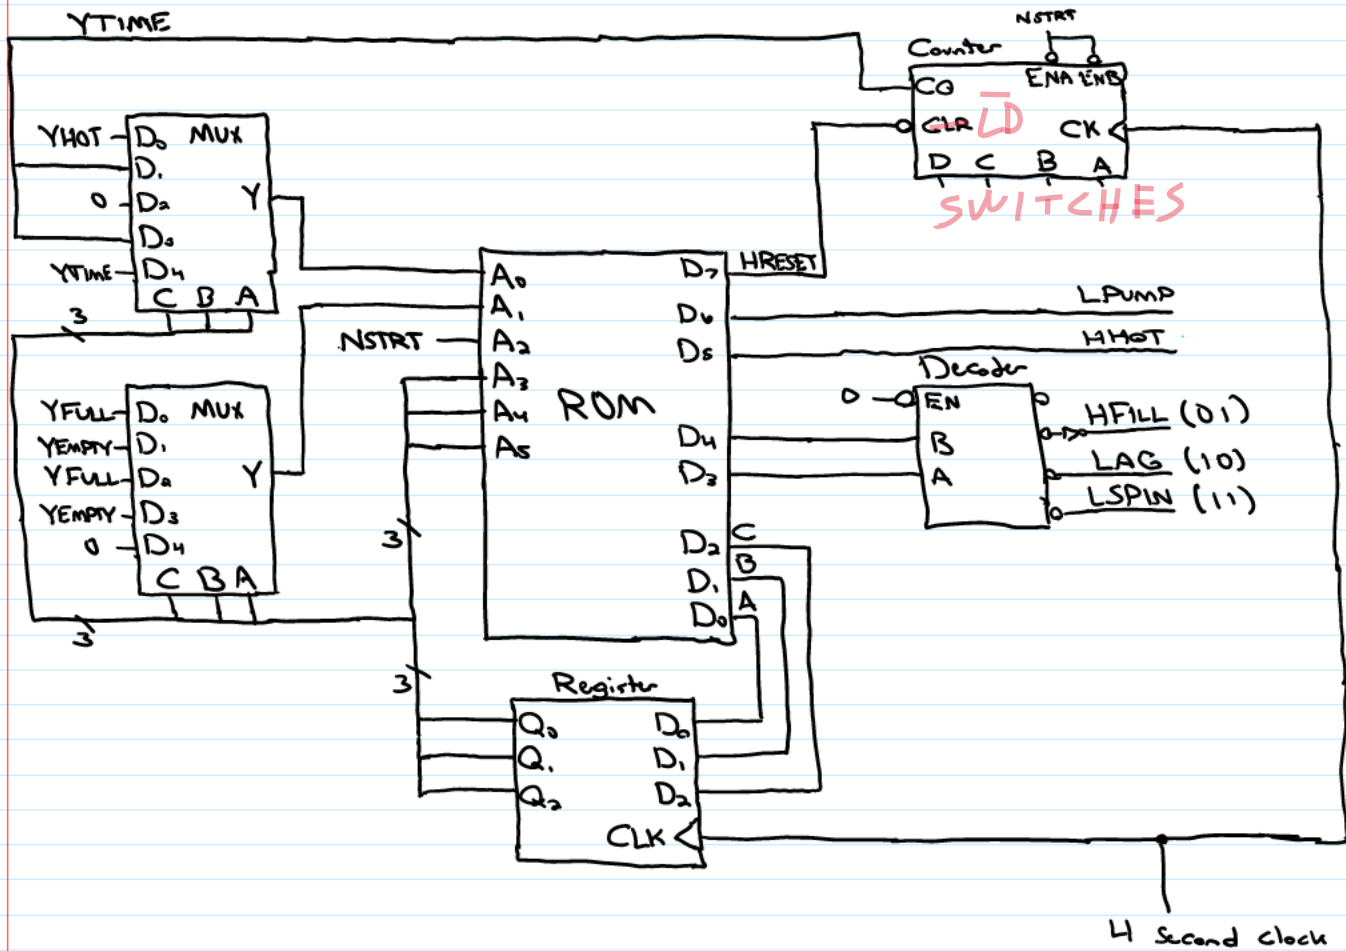 YTIME
NSTRT
Counter
CO ENA ENB
CLR LD CK
D C B A
SWITCHES
YHOT D0 MUX
D1
0 D2 Y
D3
YTIME D4
C B A
3
YFULL D0 MUX
YEMPTY D1
YFULL D2 Y
YEMPTY D3
0 D4
C B A
3
A0 D7 HRESET
A1 D6 LPUMP
NSTRT A2 D5 HHOT
A3
A4 ROM
A5 D4
D3
D2 C
D1 B
D0 A
3
Decoder
0 EN
B
A
HFILL (01)
LAG (10)
LSPIN (11)
3
Register
Q0 D0
Q1 D1
Q2 D2
CLK
4 second clock